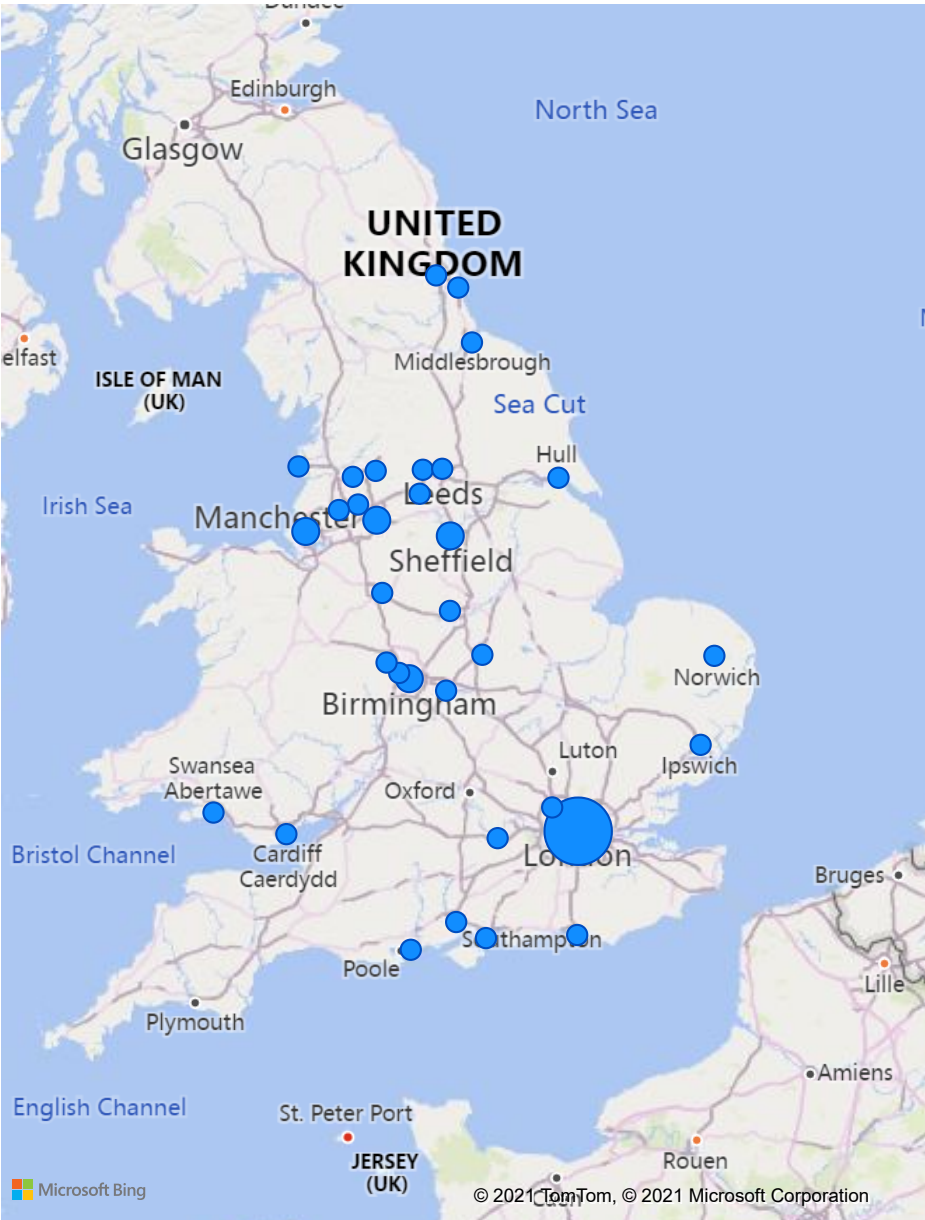 Dundee
Edinburgh
North Sea
Glasgow
UNITED
KINGDOM
elfast
Middlesbrough
ISLE OF MAN
(UK)
Sea Cut
Hull
Leeds
Irish Sea
Manchester
Sheffield
Norwich
Birmingham
Luton
Swansea
Abertawe
Ipswich
Oxford
Bristol Channel
Cardiff
Caerdydd
London
Bruges
Southampton
Poole
Lille
Plymouth
Amiens
English Channel
St. Peter Port
JERSEY
(UK)
Rouen
Microsoft Bing
Caen
© 2021 TomTom, © 2021 Microsoft Corporation